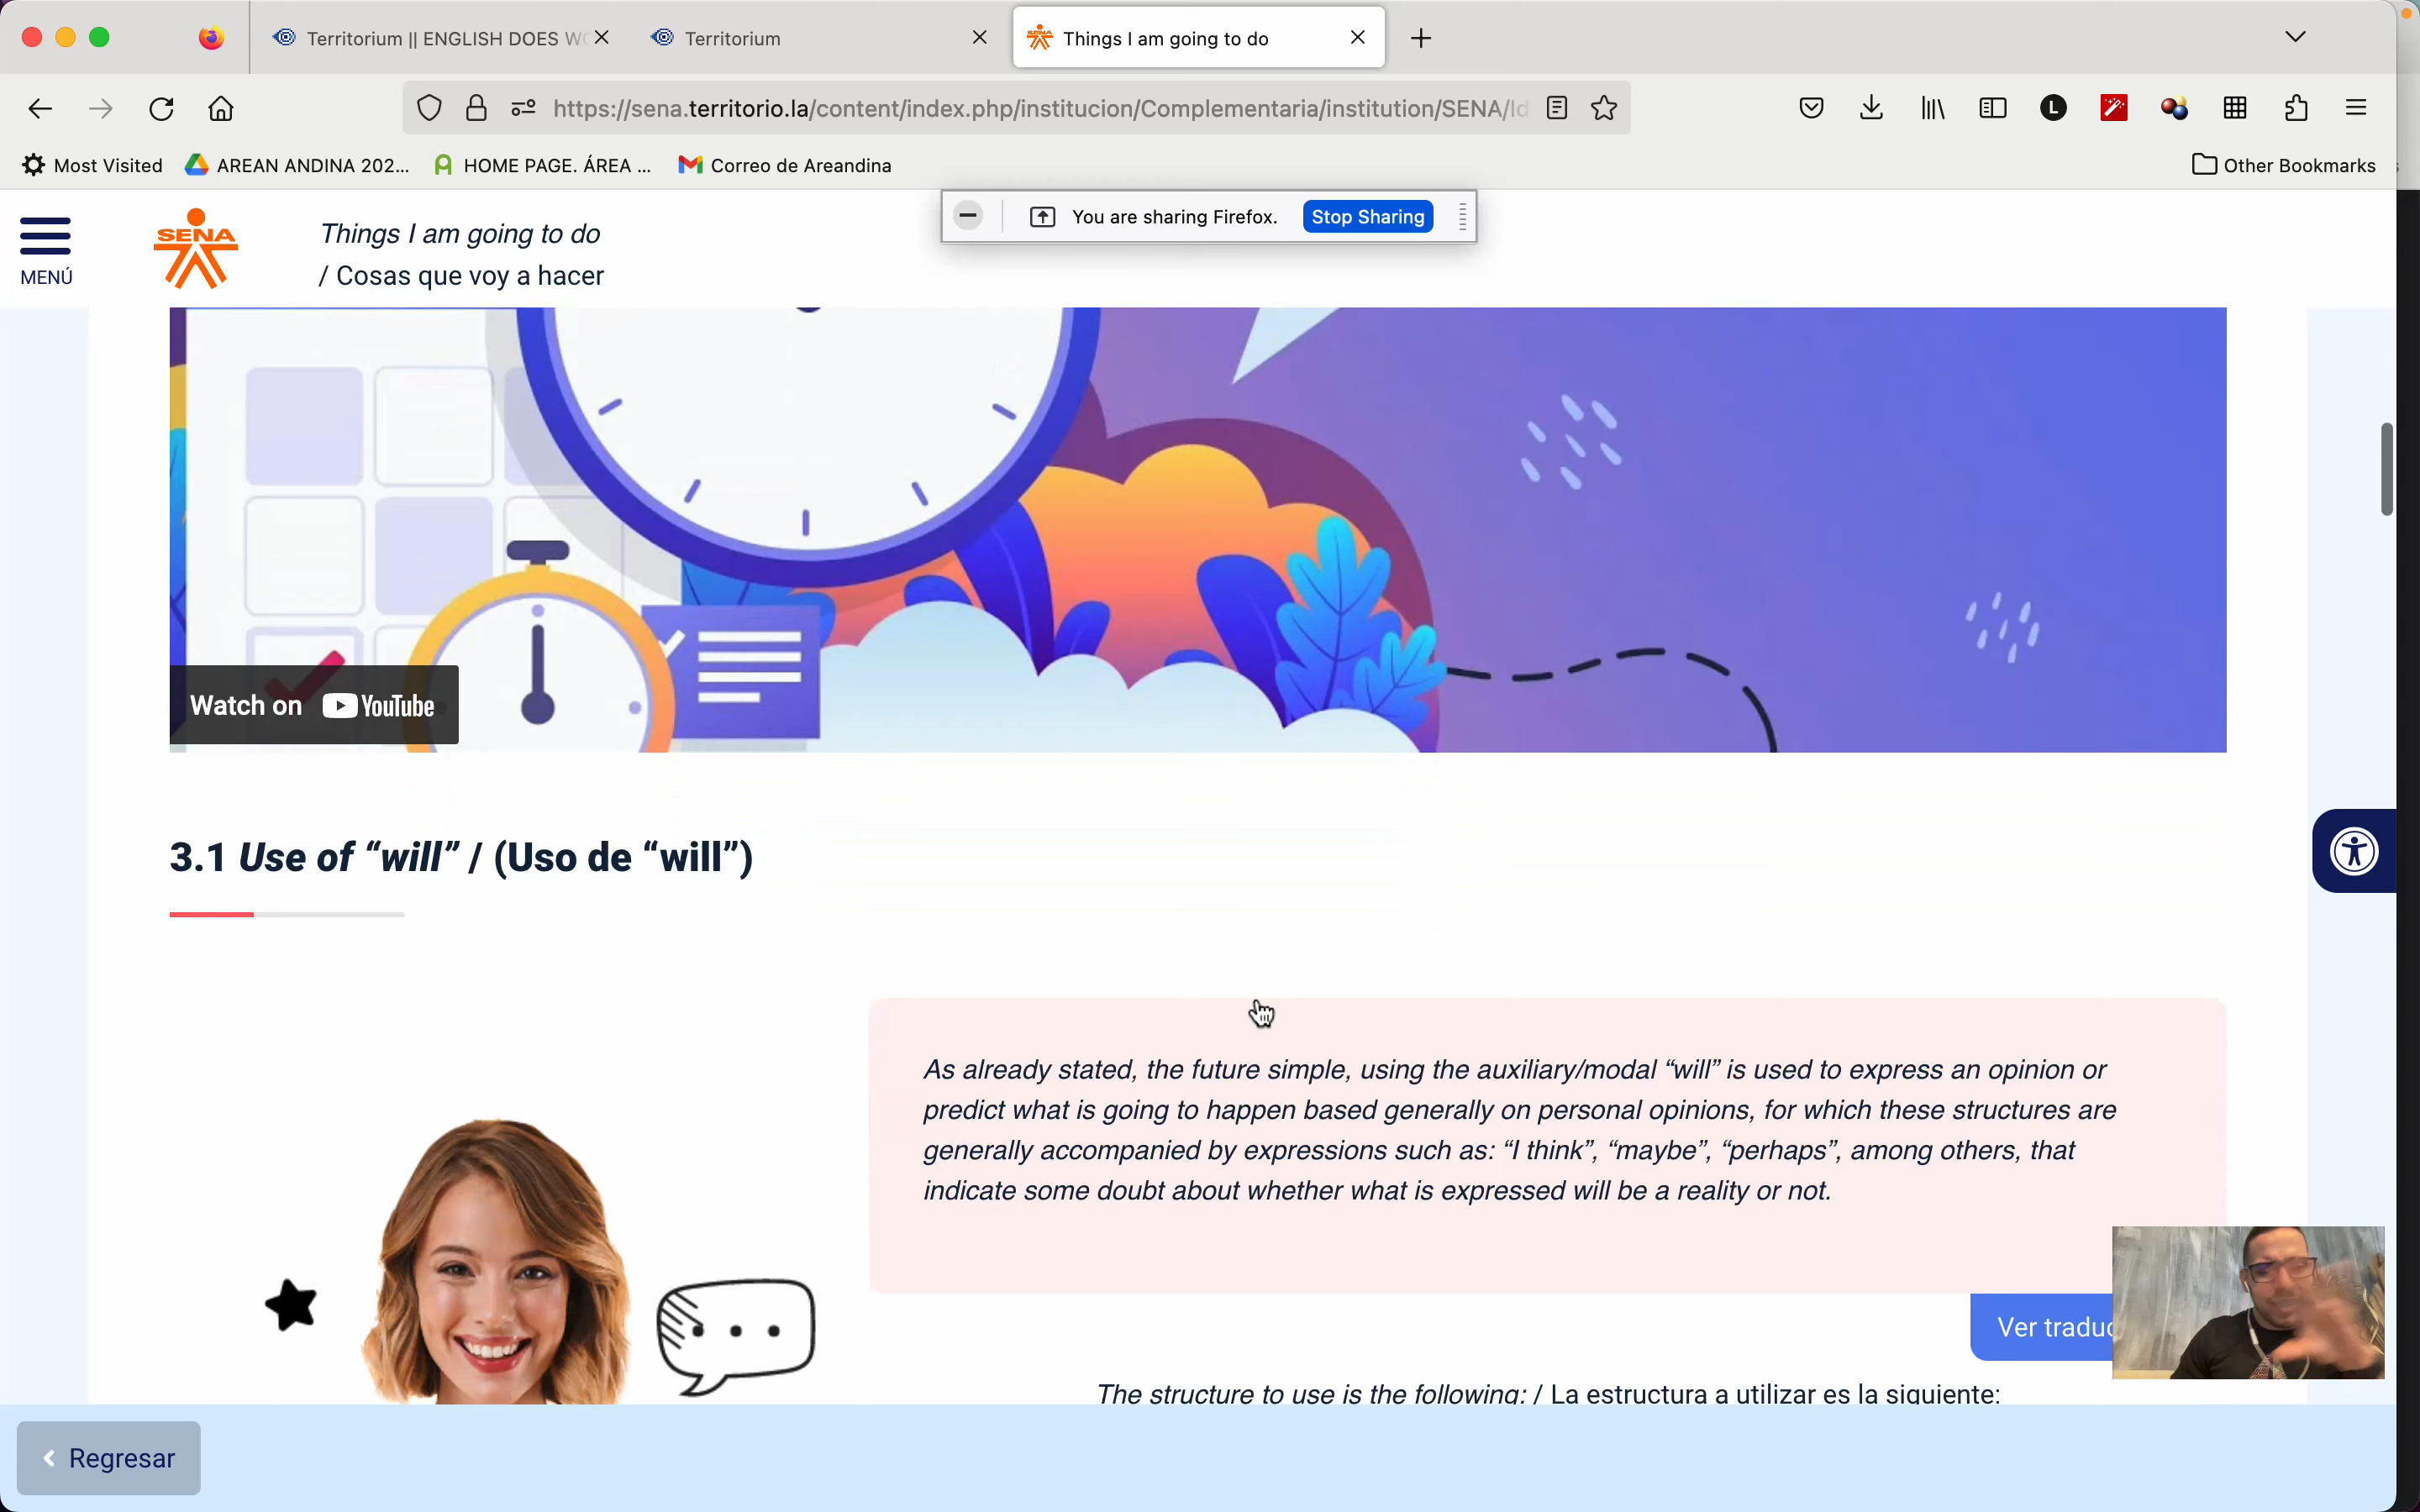 Territorium || ENGLISH DOES WO
Territorium
Things I am going to do
https://sena.territorio.la/content/index.php/institucion/Complementaria/institution/SENA/Id
Most Visited
AREAN ANDINA 202...
HOME PAGE. ÁREA ...
Correo de Areandina
Other Bookmarks
You are sharing Firefox.
Stop Sharing
MENÚ
SENA
Things I am going to do
/ Cosas que voy a hacer
Watch on YouTube
3.1 Use of “will” / (Uso de “will”)
As already stated, the future simple, using the auxiliary/modal “will” is used to express an opinion or
predict what is going to happen based generally on personal opinions, for which these structures are
generally accompanied by expressions such as: “I think”, “maybe”, “perhaps”, among others, that
indicate some doubt about whether what is expressed will be a reality or not.
Ver traduc
The structure to use is the following: / La estructura a utilizar es la siguiente:
Regresar